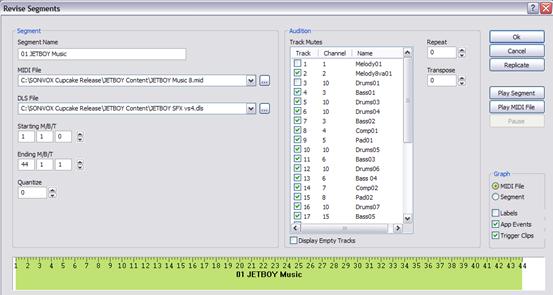 Revise Segments
Segment
Segment Name
01 JETBOY Music
MIDI File
C:\SONiVOX Cupcake Release\JETBOY Content\JETBOY Music 8.mid
DLS File
C:\SONiVOX Cupcake Release\JETBOY Content\JETBOY SFX vs4.dls
Starting M/B/T
1 1 0
Ending M/B/T
44 1 1
Quantize
0
Audition
Track Mutes
Track Channel Name
1 1 Melody01
2 2 Melody8va01
3 10 Drums01
4 3 Bass01
5 10 Drums03
6 10 Drums04
7 3 Bass02
8 4 Comp01
9 5 Pad01
10 10 Drums05
11 6 Bass03
12 10 Drums06
13 6 Bass 04
14 7 Comp02
15 8 Pad02
16 10 Drums07
17 15 Bass05
Display Empty Tracks
Repeat
0
Transpose
0
Ok
Cancel
Replicate
Play Segment
Play MIDI File
Pause
Graph
MIDI File
Segment
Labels
App Events
Trigger Clips
1 2 3 4 5 6 7 8 9 10 11 12 13 14 15 16 17 18 19 20 21 22 23 24 25 26 27 28 29 30 31 32 33 34 35 36 37 38 39 40 41 42 43 44
01 JETBOY Music